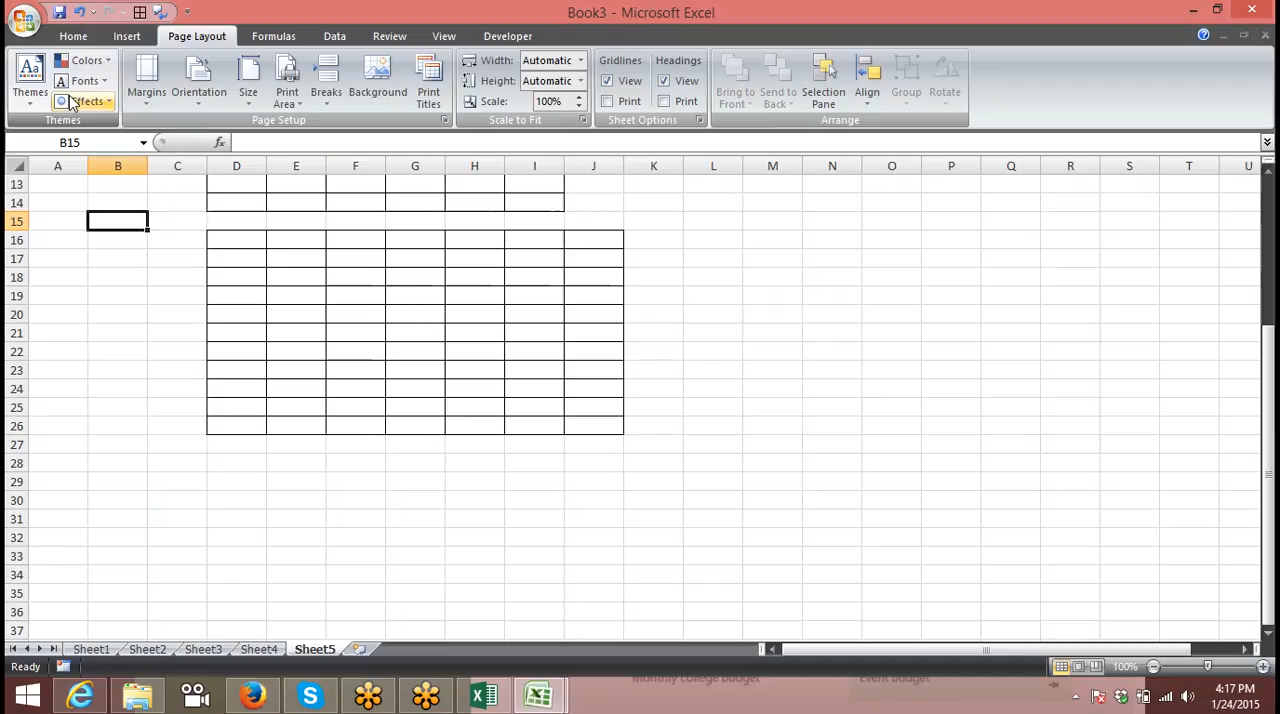 Book3 - Microsoft Excel
Home Insert Page Layout Formulas Data Review View Developer
Themes
Colors
Fonts
Effects
Themes
Margins
Orientation
Size
Print
Area
Breaks
Background
Print
Titles
Page Setup
Width: Automatic
Height: Automatic
Scale: 100%
Scale to Fit
Gridlines Headings
View View
Print Print
Sheet Options
Bring to
Front
Send to
Back
Selection
Pane
Align
Group
Rotate
Arrange
B15 fx
A B C D E F G H I J K L M N O P Q R S T U
13
14
15
16
17
18
19
20
21
22
23
24
25
26
27
28
29
30
31
32
33
34
35
36
37
Sheet1 Sheet2 Sheet3 Sheet4 Sheet5
Ready 100%
Monthly college budget Event budget
4:17 PM
1/24/2015